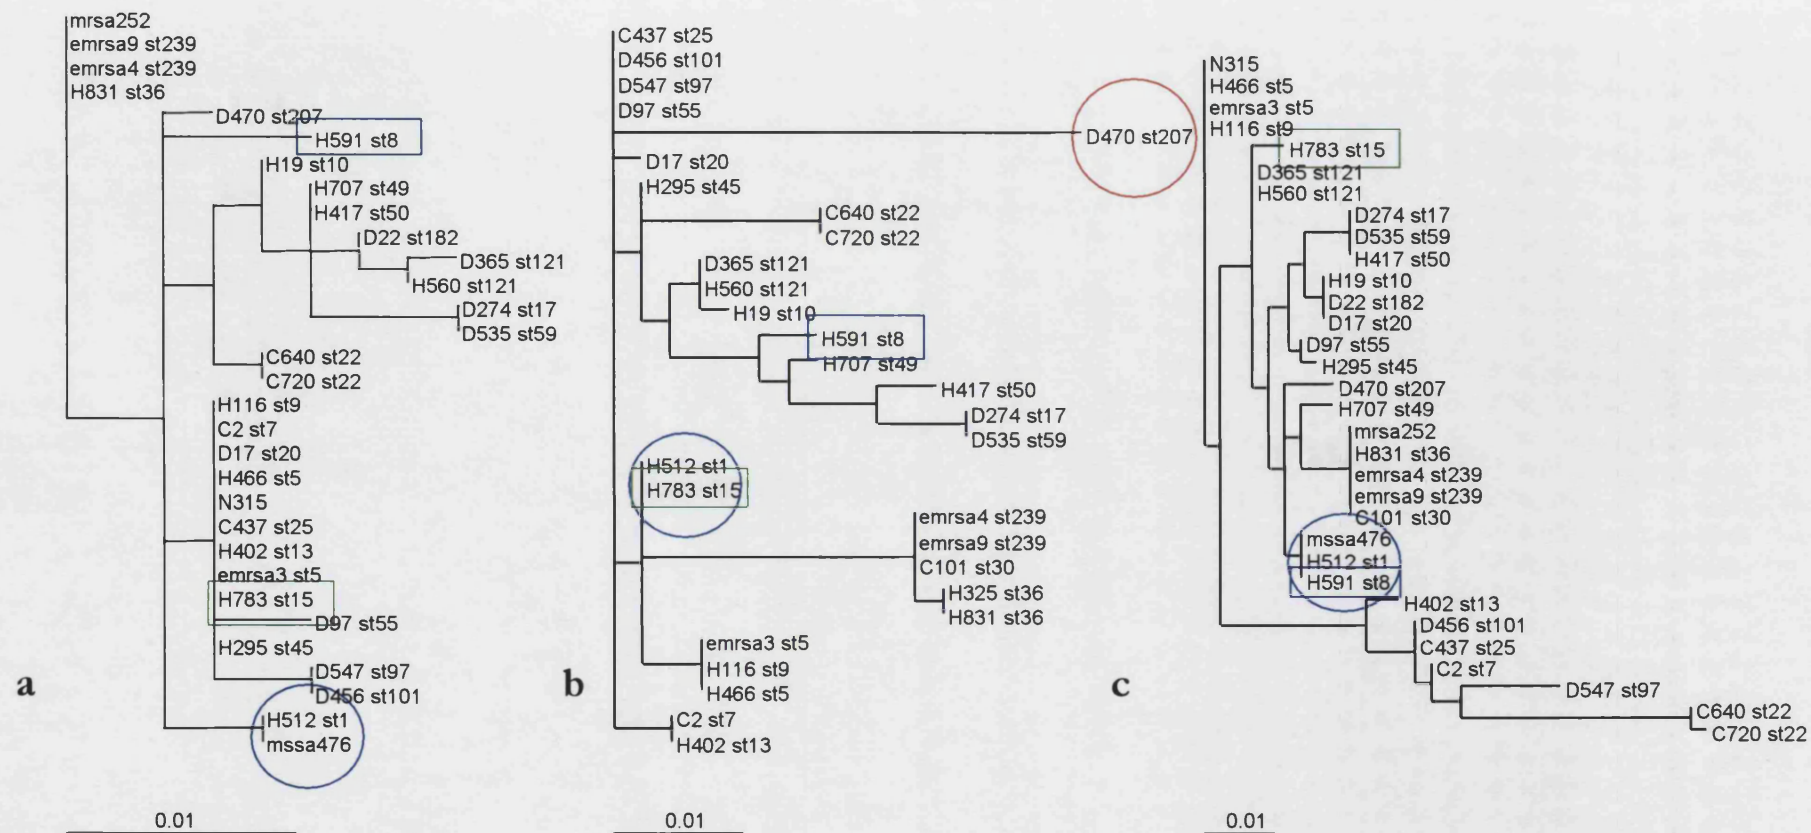 mrsa252
emrsa9 st239
emrsa4 st239
H831 st36
D470 st207
H591 st8
H19 st10
H707 st49
H417 st50
D22 st182
D365 st121
H560 st121
D274 st17
D535 st59
C640 st22
C720 st22
H116 st9
C2 st7
D17 st20
H466 st5
N315
C437 st25
H402 st13
emrsa3 st5
H783 st15
D97 st55
H295 st45
D547 st97
D456 st101
H512 st1
mssa476
a
0.01
C437 st25
D456 st101
D547 st97
D97 st55
D470 st207
D17 st20
H295 st45
C640 st22
C720 st22
D365 st121
H560 st121
H19 st10
H591 st8
H707 st49
H417 st50
D274 st17
D535 st59
H512 st1
H783 st15
emrsa4 st239
emrsa9 st239
C101 st30
H325 st36
H831 st36
emrsa3 st5
H116 st9
H466 st5
C2 st7
H402 st13
b
0.01
N315
H466 st5
emrsa3 st5
H116 st9
H783 st15
D365 st121
H560 st121
D274 st17
D535 st59
H417 st50
H19 st10
D22 st182
D17 st20
D97 st55
H295 st45
D470 st207
H707 st49
mrsa252
H831 st36
emrsa4 st239
emrsa9 st239
C101 st30
mssa476
H512 st1
H591 st8
H402 st13
D456 st101
C437 st25
C2 st7
D547 st97
C640 st22
C720 st22
c
0.01